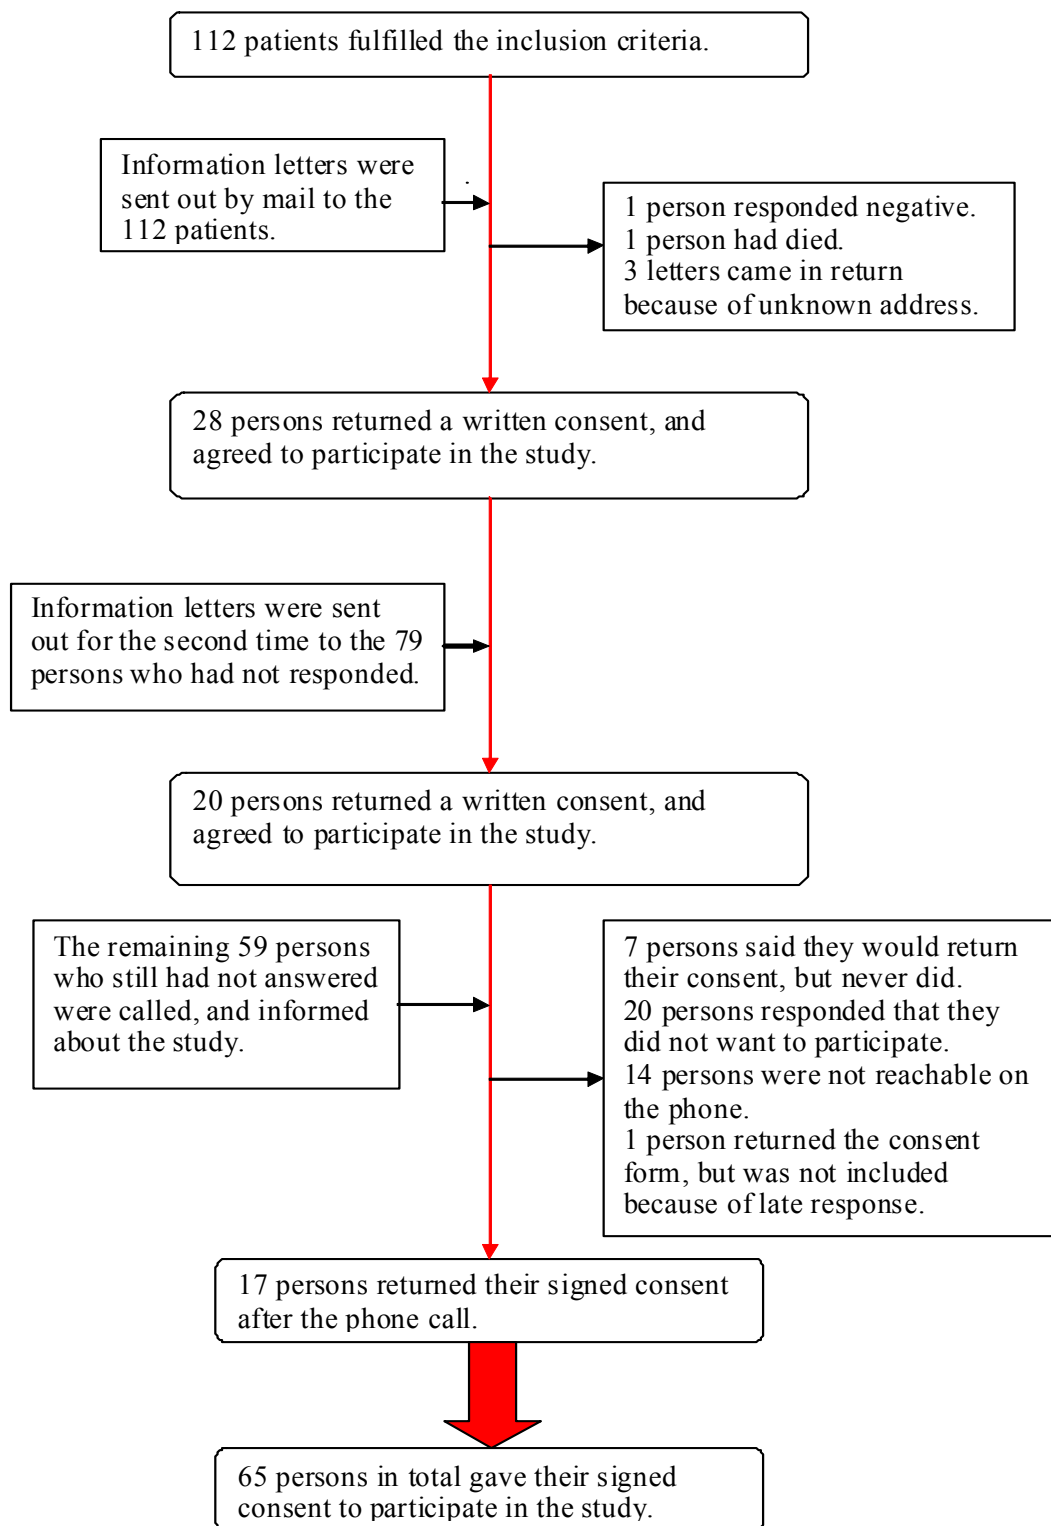 112 patients fulfilled the inclusion criteria.
Information letters were
sent out by mail to the
112 patients.
1 person responded negative.
1 person had died.
3 letters came in return
because of unknown address.
28 persons returned a written consent, and
agreed to participate in the study.
Information letters were sent
out for the second time to the 79
persons who had not responded.
20 persons returned a written consent, and
agreed to participate in the study.
The remaining 59 persons
who still had not answered
were called, and informed
about the study.
7 persons said they would return
their consent, but never did.
20 persons responded that they
did not want to participate.
14 persons were not reachable on
the phone.
1 person returned the consent
form, but was not included
because of late response.
17 persons returned their signed consent
after the phone call.
65 persons in total gave their signed
consent to participate in the study.